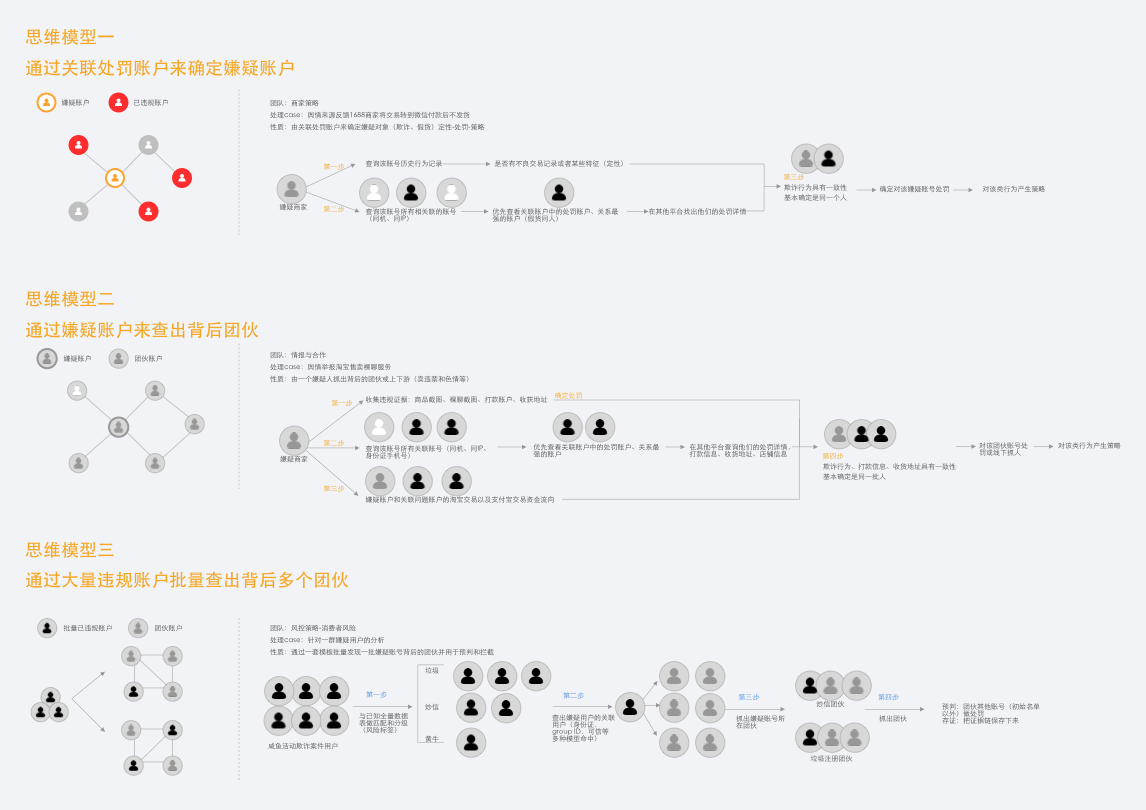 思维模型一
通过关联处罚账户来确定嫌疑账户
嫌疑账户
已违规账户
团队：商家策略
处理case：舆情来源反馈1688商家将交易转到微信付款后不发货
性质：由关联处罚账户来确定嫌疑对象（欺诈、假货）定性-处罚-策略
第一步
查询该账号历史行为记录
是否有不良交易记录或者某些特征（定性）
嫌疑商家
第二步
查询该账号所有相关联的账号
（同机、同IP）
优先查看关联账户中的处罚账户、关系最
强的账户（假货同人）
在其他平台找出他们的处罚详情
第三步
欺诈行为具有一致性
基本确定是同一个人
确定对该嫌疑账号处罚
对该类行为产生策略
思维模型二
通过嫌疑账户来查出背后团伙
嫌疑账户
团伙账户
团队：情报与合作
处理case：舆情举报淘宝售卖裸聊服务
性质：由一个嫌疑人抓出背后的团伙或上下游（卖违禁和色情等）
第一步
收集违规证据：商品截图、裸聊截图、打款账户、收获地址
确定处罚
嫌疑商家
第二步
查询该账号所有关联账号（同机、同IP、
身份证手机号）
优先查看关联账户中的处罚账户、关系最
强的账户
在其他平台查询他们的处罚详情，
打款信息、收货地址、店铺信息
第三步
嫌疑账户和关联问题账户的淘宝交易以及支付宝交易资金流向
第四步
欺诈行为、打款信息、收货地址具有一致性
基本确定是同一批人
对该团伙账号处
罚或线下抓人
对该类行为产生策略
思维模型三
通过大量违规账户批量查出背后多个团伙
批量已违规账户
团伙账户
团队：风控策略-消费者风险
处理case：针对一群嫌疑用户的分析
性质：通过一套模板批量发现一批嫌疑账号背后的团伙并用于预判和拦截
咸鱼活动欺诈案件用户
第一步
与已知全量数据
表做匹配和分组
（风险标签）
垃圾
炒信
黄牛
第二步
查出嫌疑用户的关联
用户（身份证、
group ID、可信等
多种模型命中）
第三步
抓出嫌疑账号所
在团伙
炒信团伙
垃圾注册团伙
第四步
抓出团伙
预判：团伙其他账号（初始名单
以外）做处罚
存证：把证据链保存下来